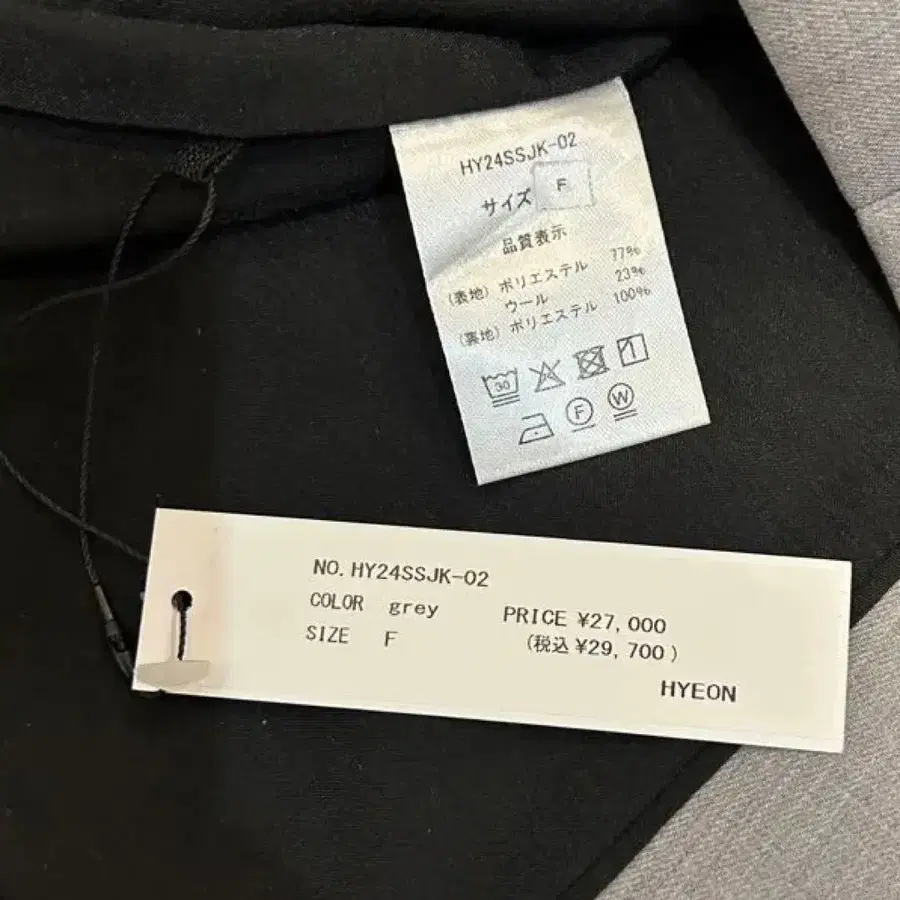 HY24SSJK-02
サイズ F
品質表示
(表地) ポリエステル 77%
ウール 23%
(裏地) ポリエステル 100%
30
F W
NO. HY24SSJK-02
COLOR grey
SIZE F
PRICE ¥27,000
(税込 ¥29,700)
HYEON